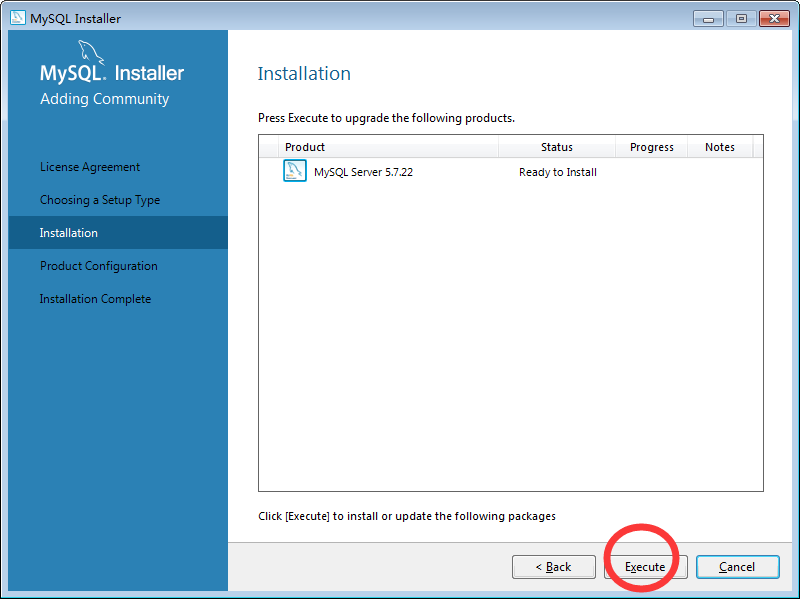 MySQL Installer
MySQL. Installer
Adding Community
License Agreement
Choosing a Setup Type
Installation
Product Configuration
Installation Complete
Installation
Press Execute to upgrade the following products.
Product Status Progress Notes
MySQL Server 5.7.22 Ready to Install
Click [Execute] to install or update the following packages
< Back Execute Cancel